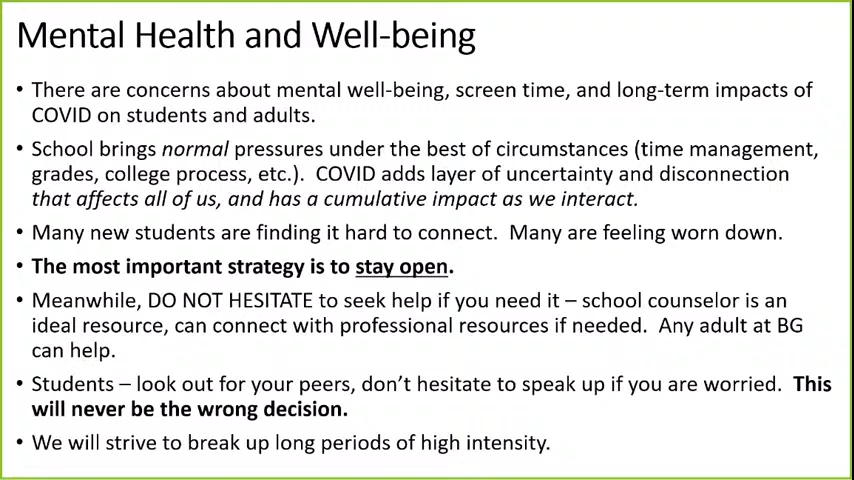 Mental Health and Well-being
• There are concerns about mental well-being, screen time, and long-term impacts of
COVID on students and adults.
• School brings normal pressures under the best of circumstances (time management,
grades, college process, etc.).  COVID adds layer of uncertainty and disconnection
that affects all of us, and has a cumulative impact as we interact.
• Many new students are finding it hard to connect.  Many are feeling worn down.
• The most important strategy is to stay open.
• Meanwhile, DO NOT HESITATE to seek help if you need it – school counselor is an
ideal resource, can connect with professional resources if needed.  Any adult at BG
can help.
• Students – look out for your peers, don’t hesitate to speak up if you are worried.  This
will never be the wrong decision.
• We will strive to break up long periods of high intensity.